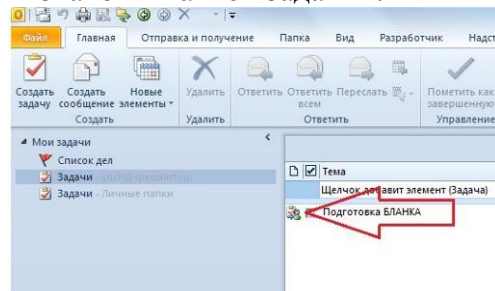 Файл Главная Отправка и получение Папка Вид Разработчик Надст
Создать задачу Создать сообщение Новые элементы Удалить Ответить Ответить всем Переслать Пометить как завершенную
Создать Удалить Ответить Управление
Мои задачи
Список дел
Задачи
Задачи - Личные папки
Тема
Щелчок добавит элемент (Задача)
Подготовка БЛАНКА